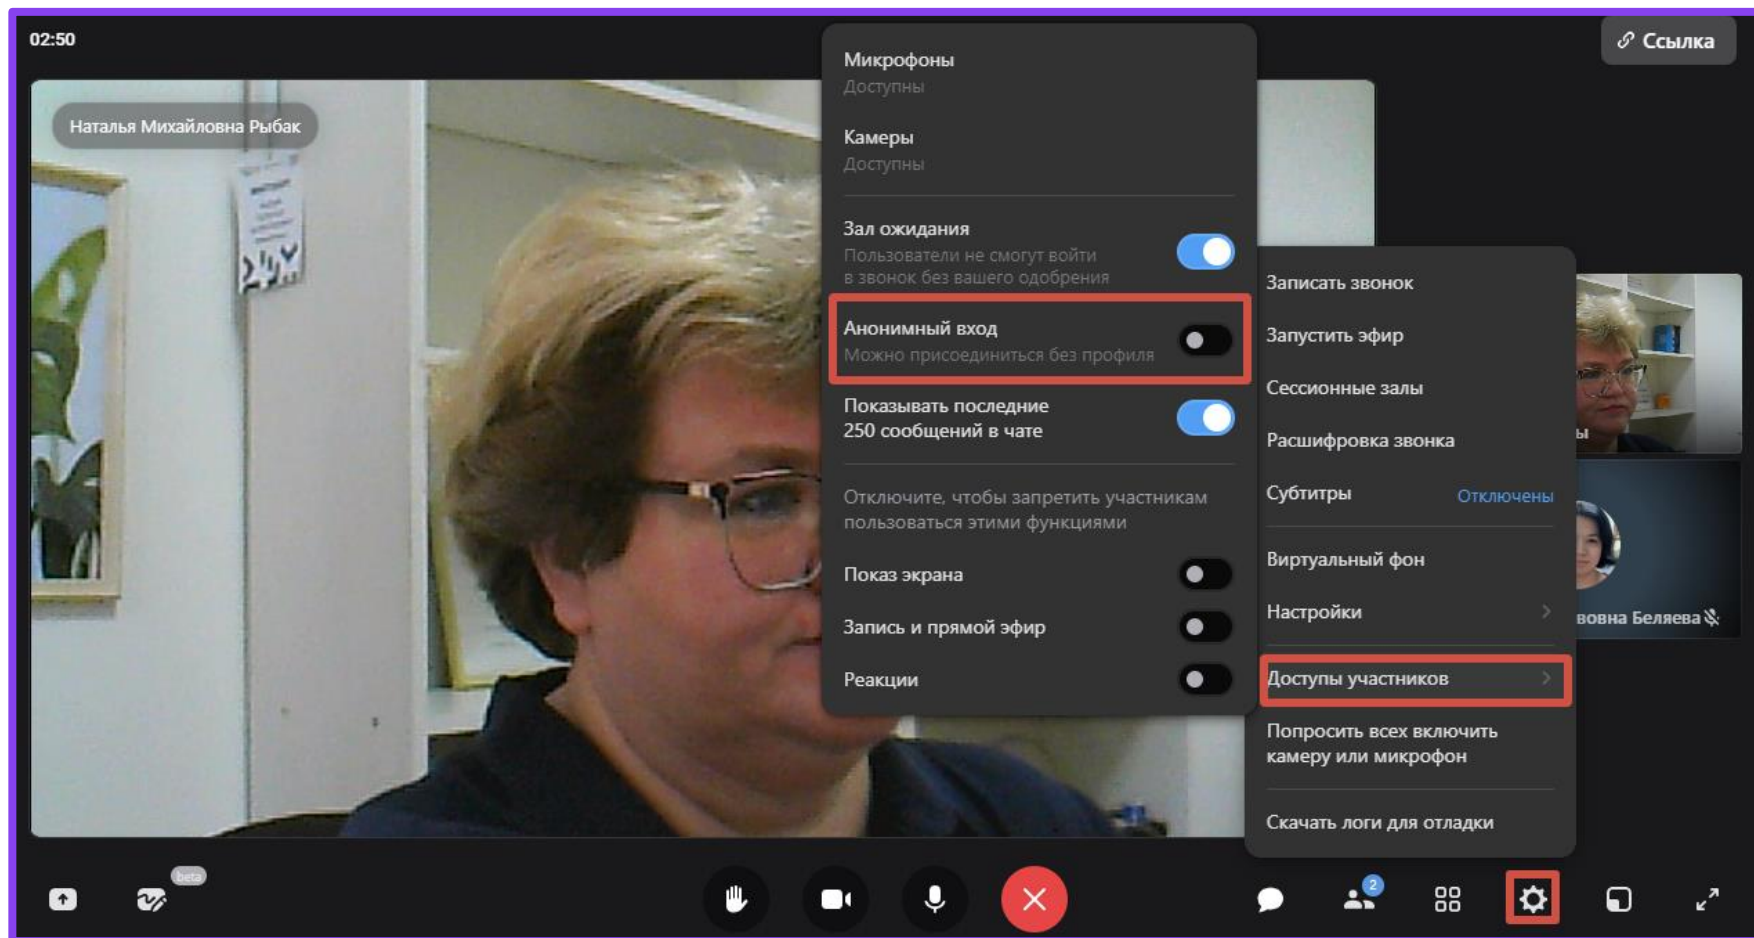 02:50
Ссылка
Наталья Михайловна Рыбак
Микрофоны
Доступны
Камеры
Доступны
Зал ожидания
Пользователи не смогут войти
в звонок без вашего одобрения
Анонимный вход
Можно присоединиться без профиля
Показывать последние
250 сообщений в чате
Отключите, чтобы запретить участникам
пользоваться этими функциями
Показ экрана
Запись и прямой эфир
Реакции
Записать звонок
Запустить эфир
Сессионные залы
Расшифровка звонка
Субтитры Отключены
Виртуальный фон
Настройки
Доступы участников
Попросить всех включить
камеру или микрофон
Скачать логи для отладки
ы
вовна Беляева
beta
2